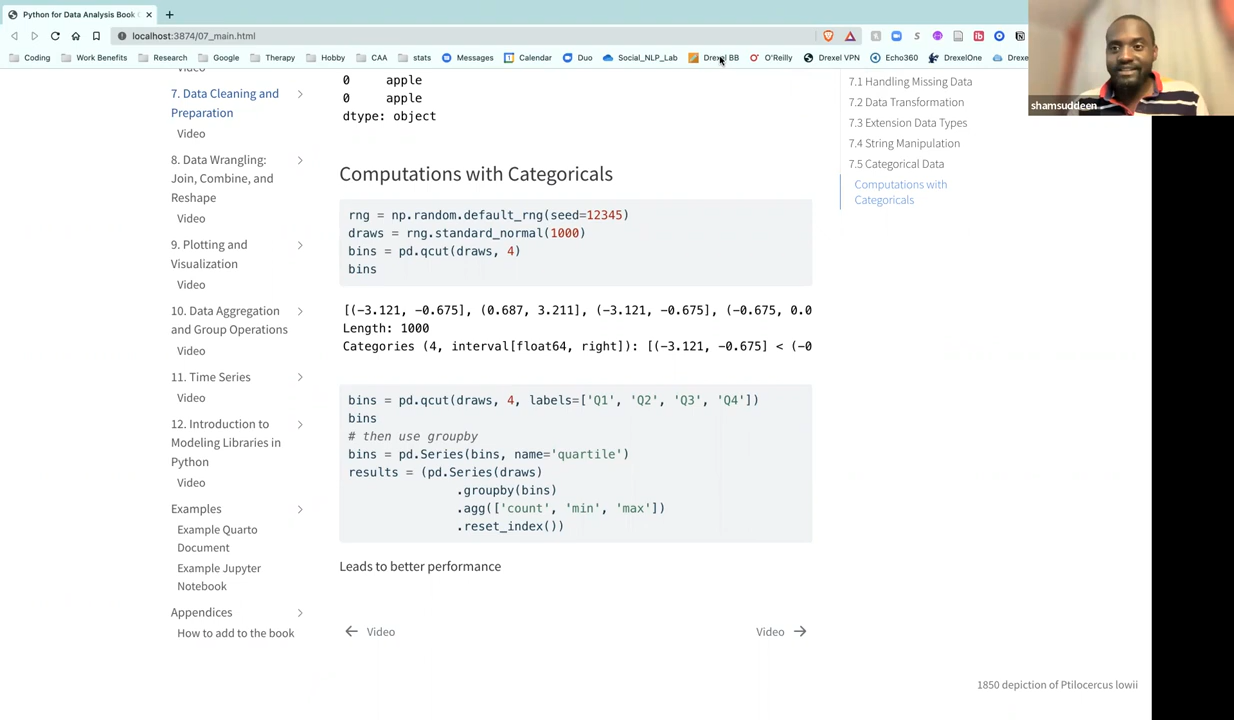 Python for Data Analysis Book
localhost:3874/07_main.html
Coding
Work Benefits
Research
Google
Therapy
Hobby
CAA
stats
Messages
Calendar
Duo
Social_NLP_Lab
Drexel BB
O'Reilly
Drexel VPN
Echo360
DrexelOne
Drexe
shamsuddeen
Video
7. Data Cleaning and
Preparation
Video
8. Data Wrangling:
Join, Combine, and
Reshape
Video
9. Plotting and
Visualization
Video
10. Data Aggregation
and Group Operations
Video
11. Time Series
Video
12. Introduction to
Modeling Libraries in
Python
Video
Examples
Example Quarto
Document
Example Jupyter
Notebook
Appendices
How to add to the book
0 apple
0 apple
dtype: object
Computations with Categoricals
rng = np.random.default_rng(seed=12345)
draws = rng.standard_normal(1000)
bins = pd.qcut(draws, 4)
bins
[(-3.121, -0.675], (0.687, 3.211], (-3.121, -0.675], (-0.675, 0.0
Length: 1000
Categories (4, interval[float64, right]): [(-3.121, -0.675] < (-0
bins = pd.qcut(draws, 4, labels=['Q1', 'Q2', 'Q3', 'Q4'])
bins
# then use groupby
bins = pd.Series(bins, name='quartile')
results = (pd.Series(draws)
.groupby(bins)
.agg(['count', 'min', 'max'])
.reset_index())
Leads to better performance
Video
Video
7.1 Handling Missing Data
7.2 Data Transformation
7.3 Extension Data Types
7.4 String Manipulation
7.5 Categorical Data
Computations with
Categoricals
1850 depiction of Ptilocercus lowii